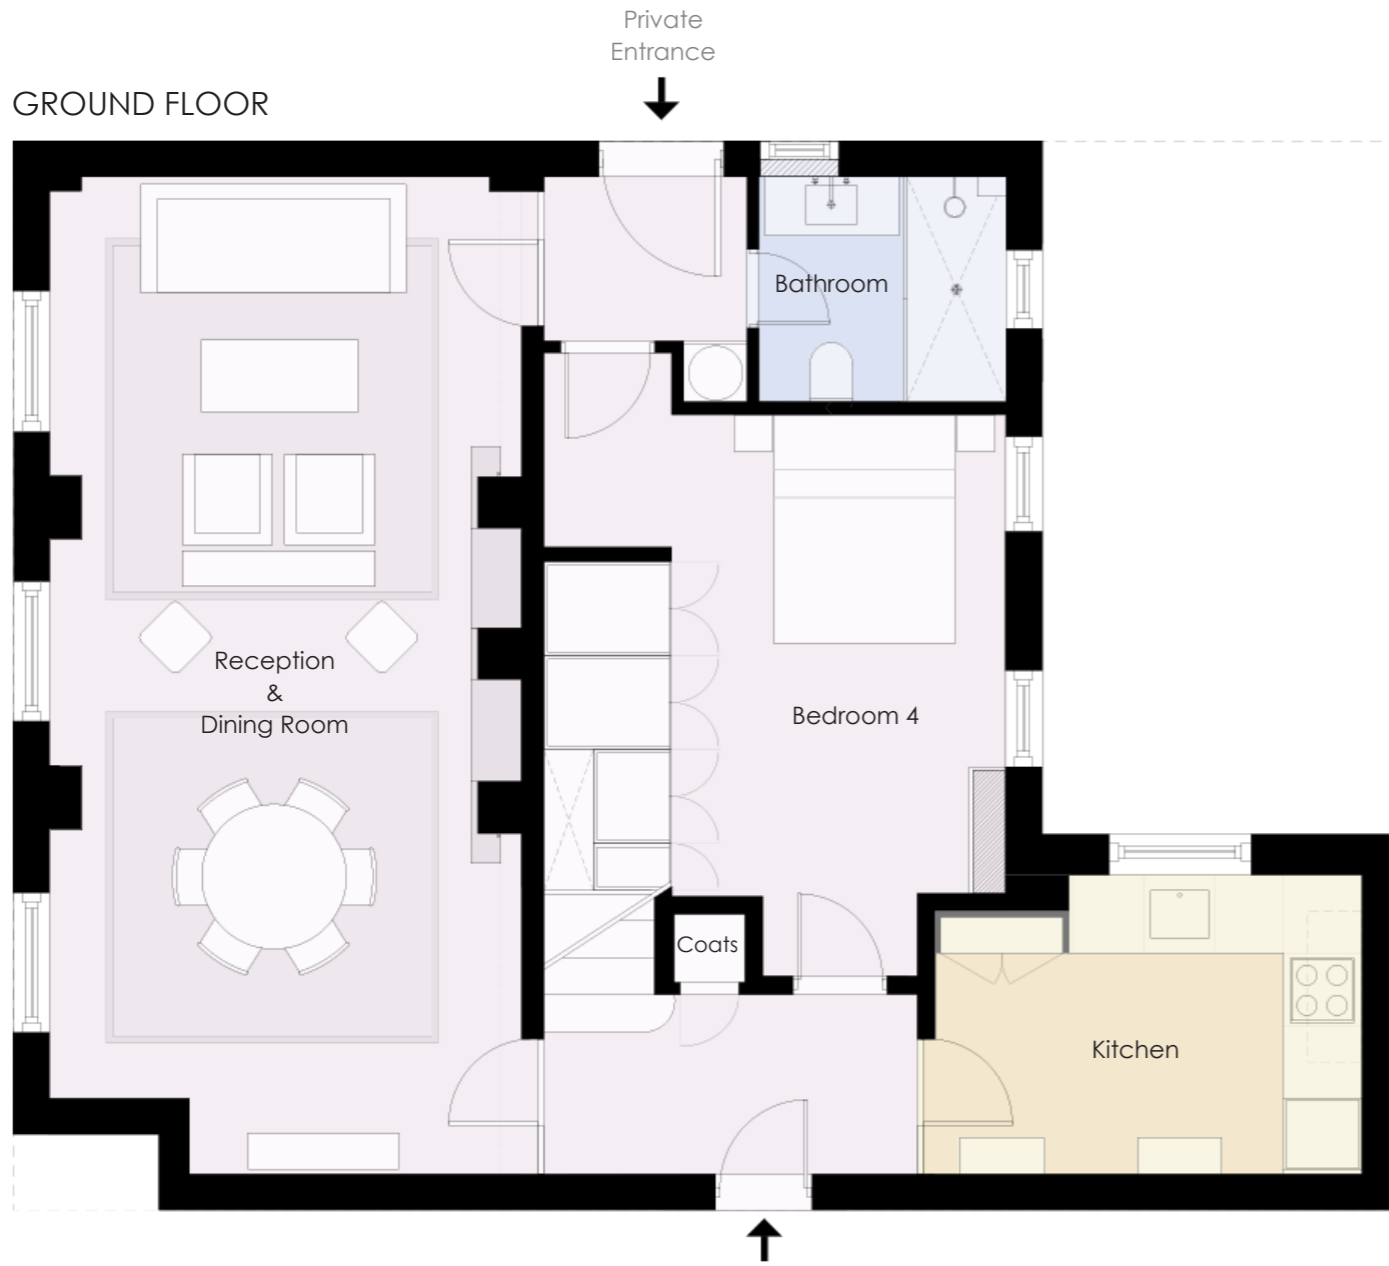 Private
Entrance
GROUND FLOOR
Bathroom
Reception
&
Dining Room
Bedroom 4
Coats
Kitchen